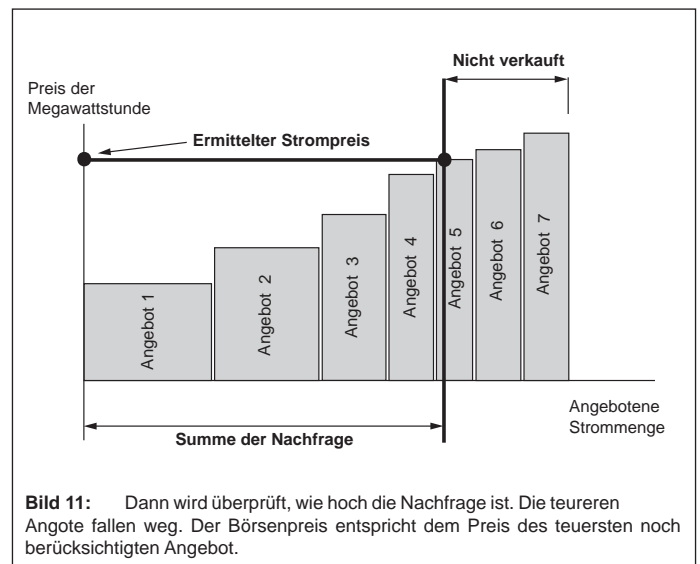 Nicht verkauft
Preis der
Megawattstunde
Ermittelter Strompreis
Angebot 1
Angebot 2
Angebot 3
Angebot 4
Angebot 5
Angebot 6
Angebot 7
Angebotene
Strommenge
Summe der Nachfrage
Bild 11: Dann wird überprüft, wie hoch die Nachfrage ist. Die teureren
Angote fallen weg. Der Börsenpreis entspricht dem Preis des teuersten noch
berücksichtigten Angebot.